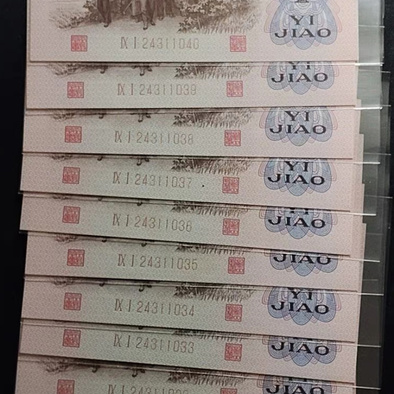 IX I 24311040
YI
JIAO
IX I 24311039
YI
JIAO
IX I 24311038
YI
JIAO
IX I 24311037
YI
JIAO
IX I 24311036
YI
JIAO
IX I 24311035
JIAO
IX I 24311034
YI
JIAO
IX I 24311033
JIAO